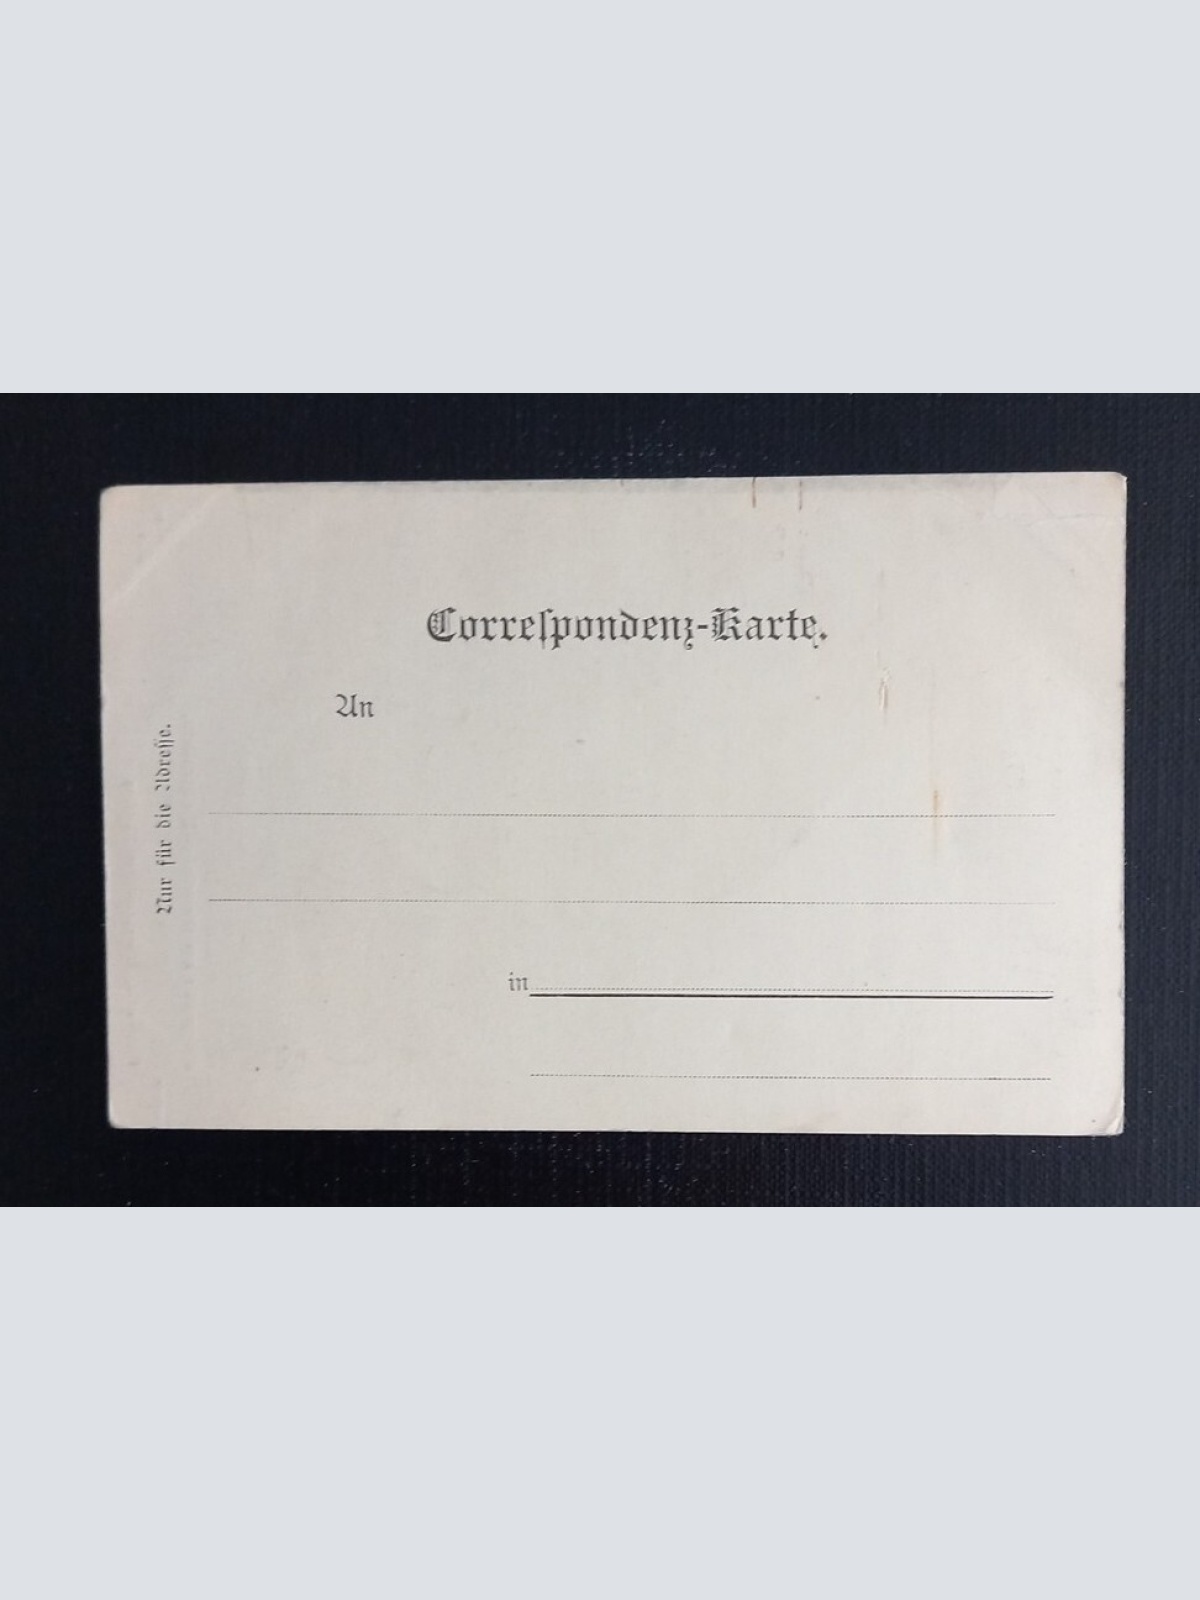 Correſpondenz-Karte.
An
in
Nur für die Adreſſe.